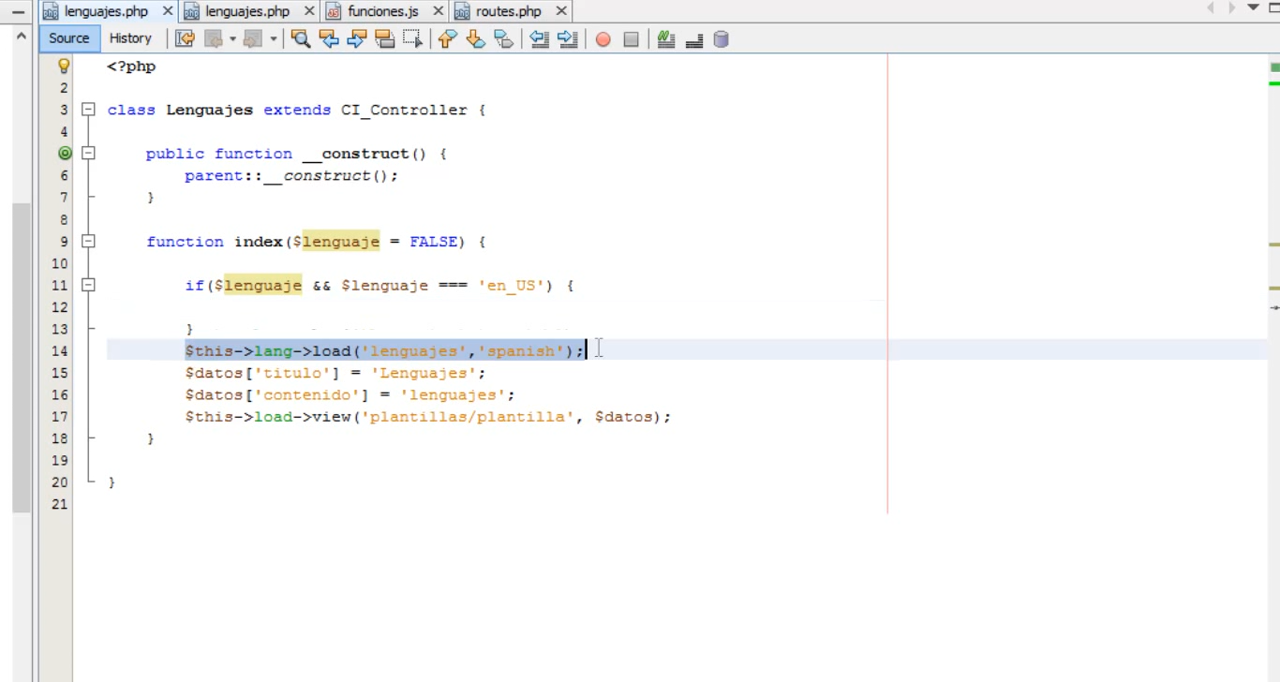 lenguajes.php lenguajes.php funciones.js routes.php
Source History
<?php
2
3 class Lenguajes extends CI_Controller {
4
public function __construct() {
6 parent::__construct();
7 }
8
9 function index($lenguaje = FALSE) {
10
11 if($lenguaje && $lenguaje === 'en_US') {
12
13 }
14 $this->lang->load('lenguajes','spanish');
15 $datos['titulo'] = 'Lenguajes';
16 $datos['contenido'] = 'lenguajes';
17 $this->load->view('plantillas/plantilla', $datos);
18 }
19
20 }
21